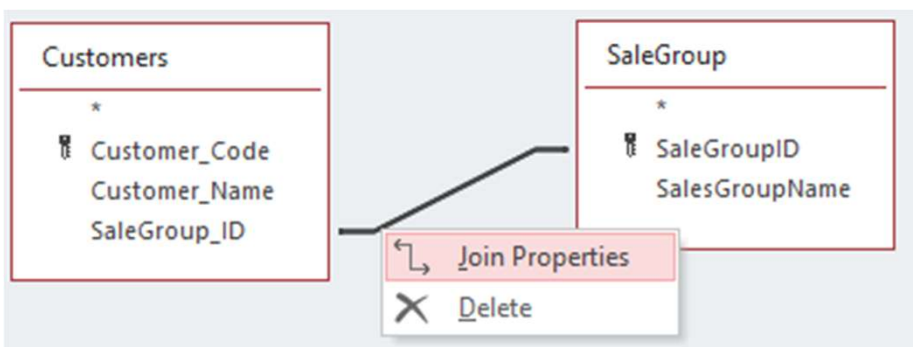 Customers
*
Customer_Code
Customer_Name
SaleGroup_ID
SaleGroup
*
SaleGroupID
SalesGroupName
Join Properties
Delete